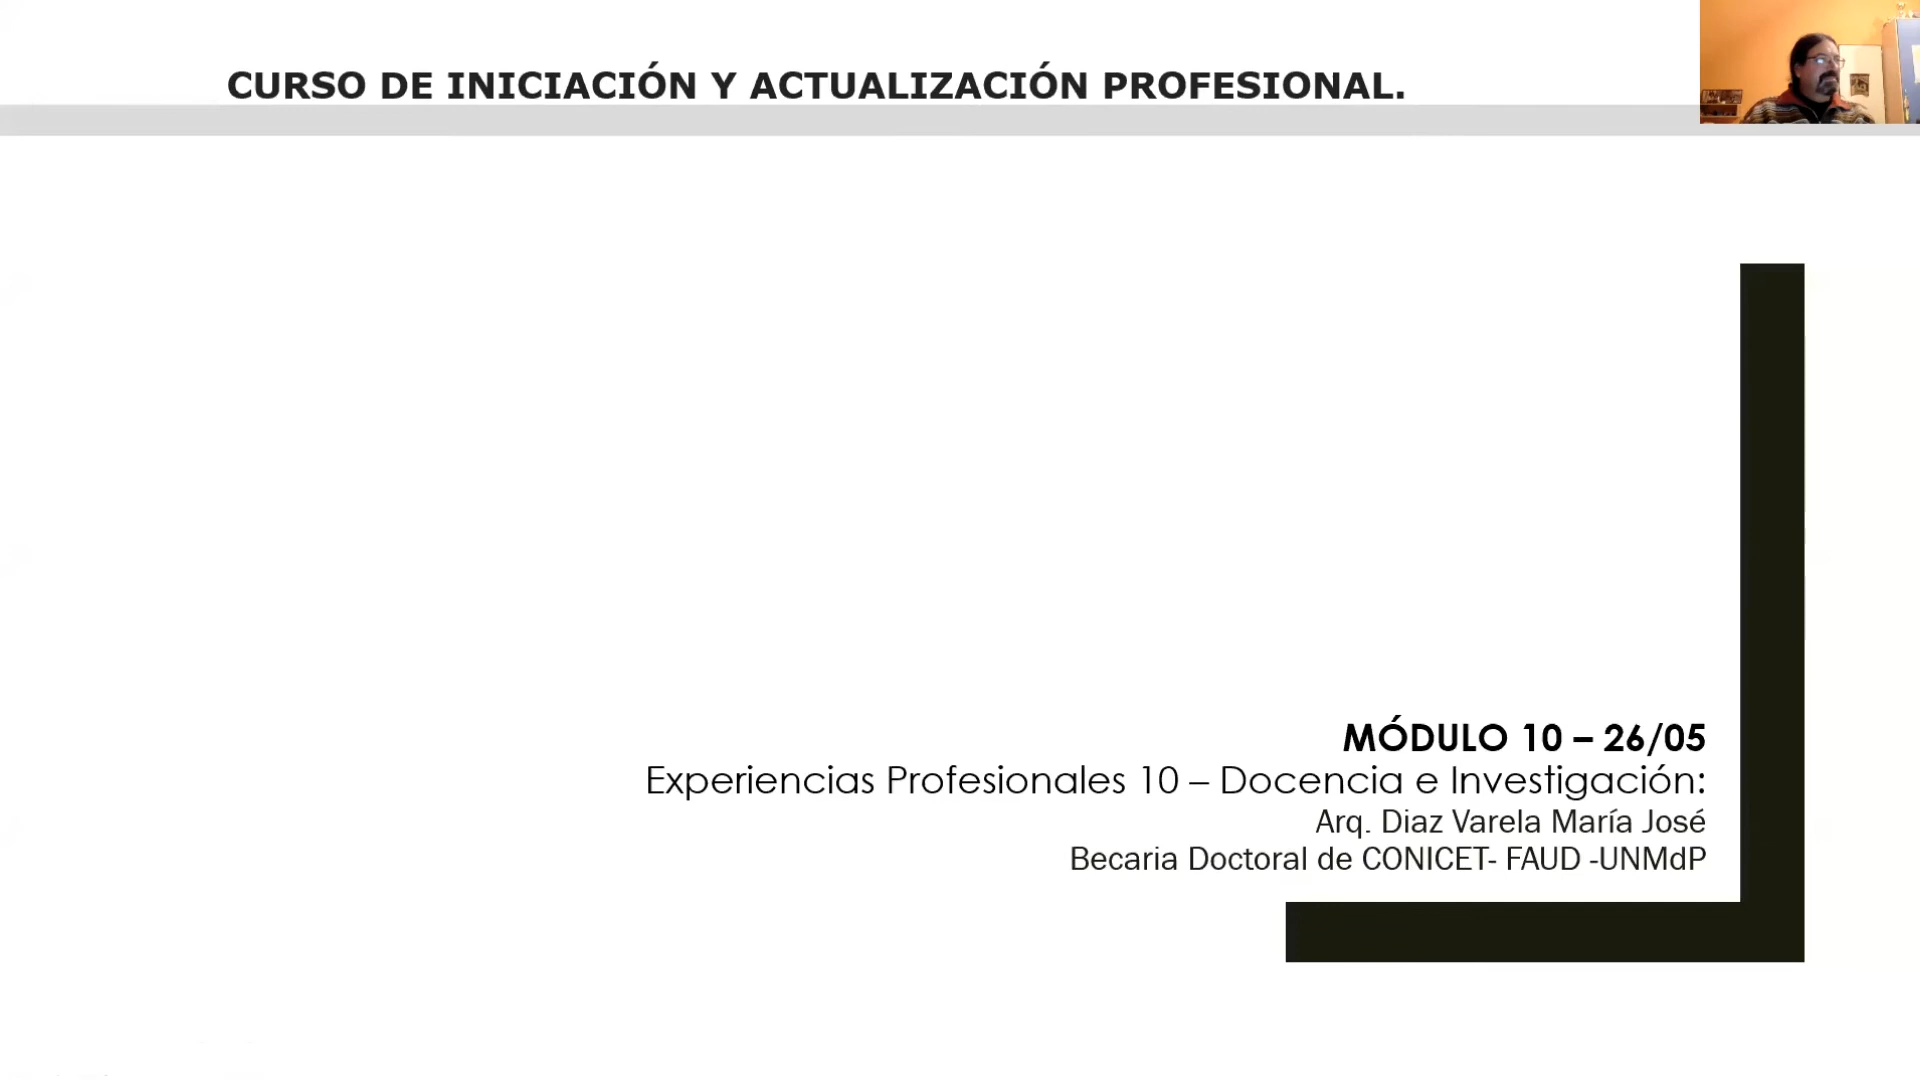 CURSO DE INICIACIÓN Y ACTUALIZACIÓN PROFESIONAL.
MÓDULO 10 – 26/05
Experiencias Profesionales 10 – Docencia e Investigación:
Arq. Diaz Varela María José
Becaria Doctoral de CONICET- FAUD -UNMdP